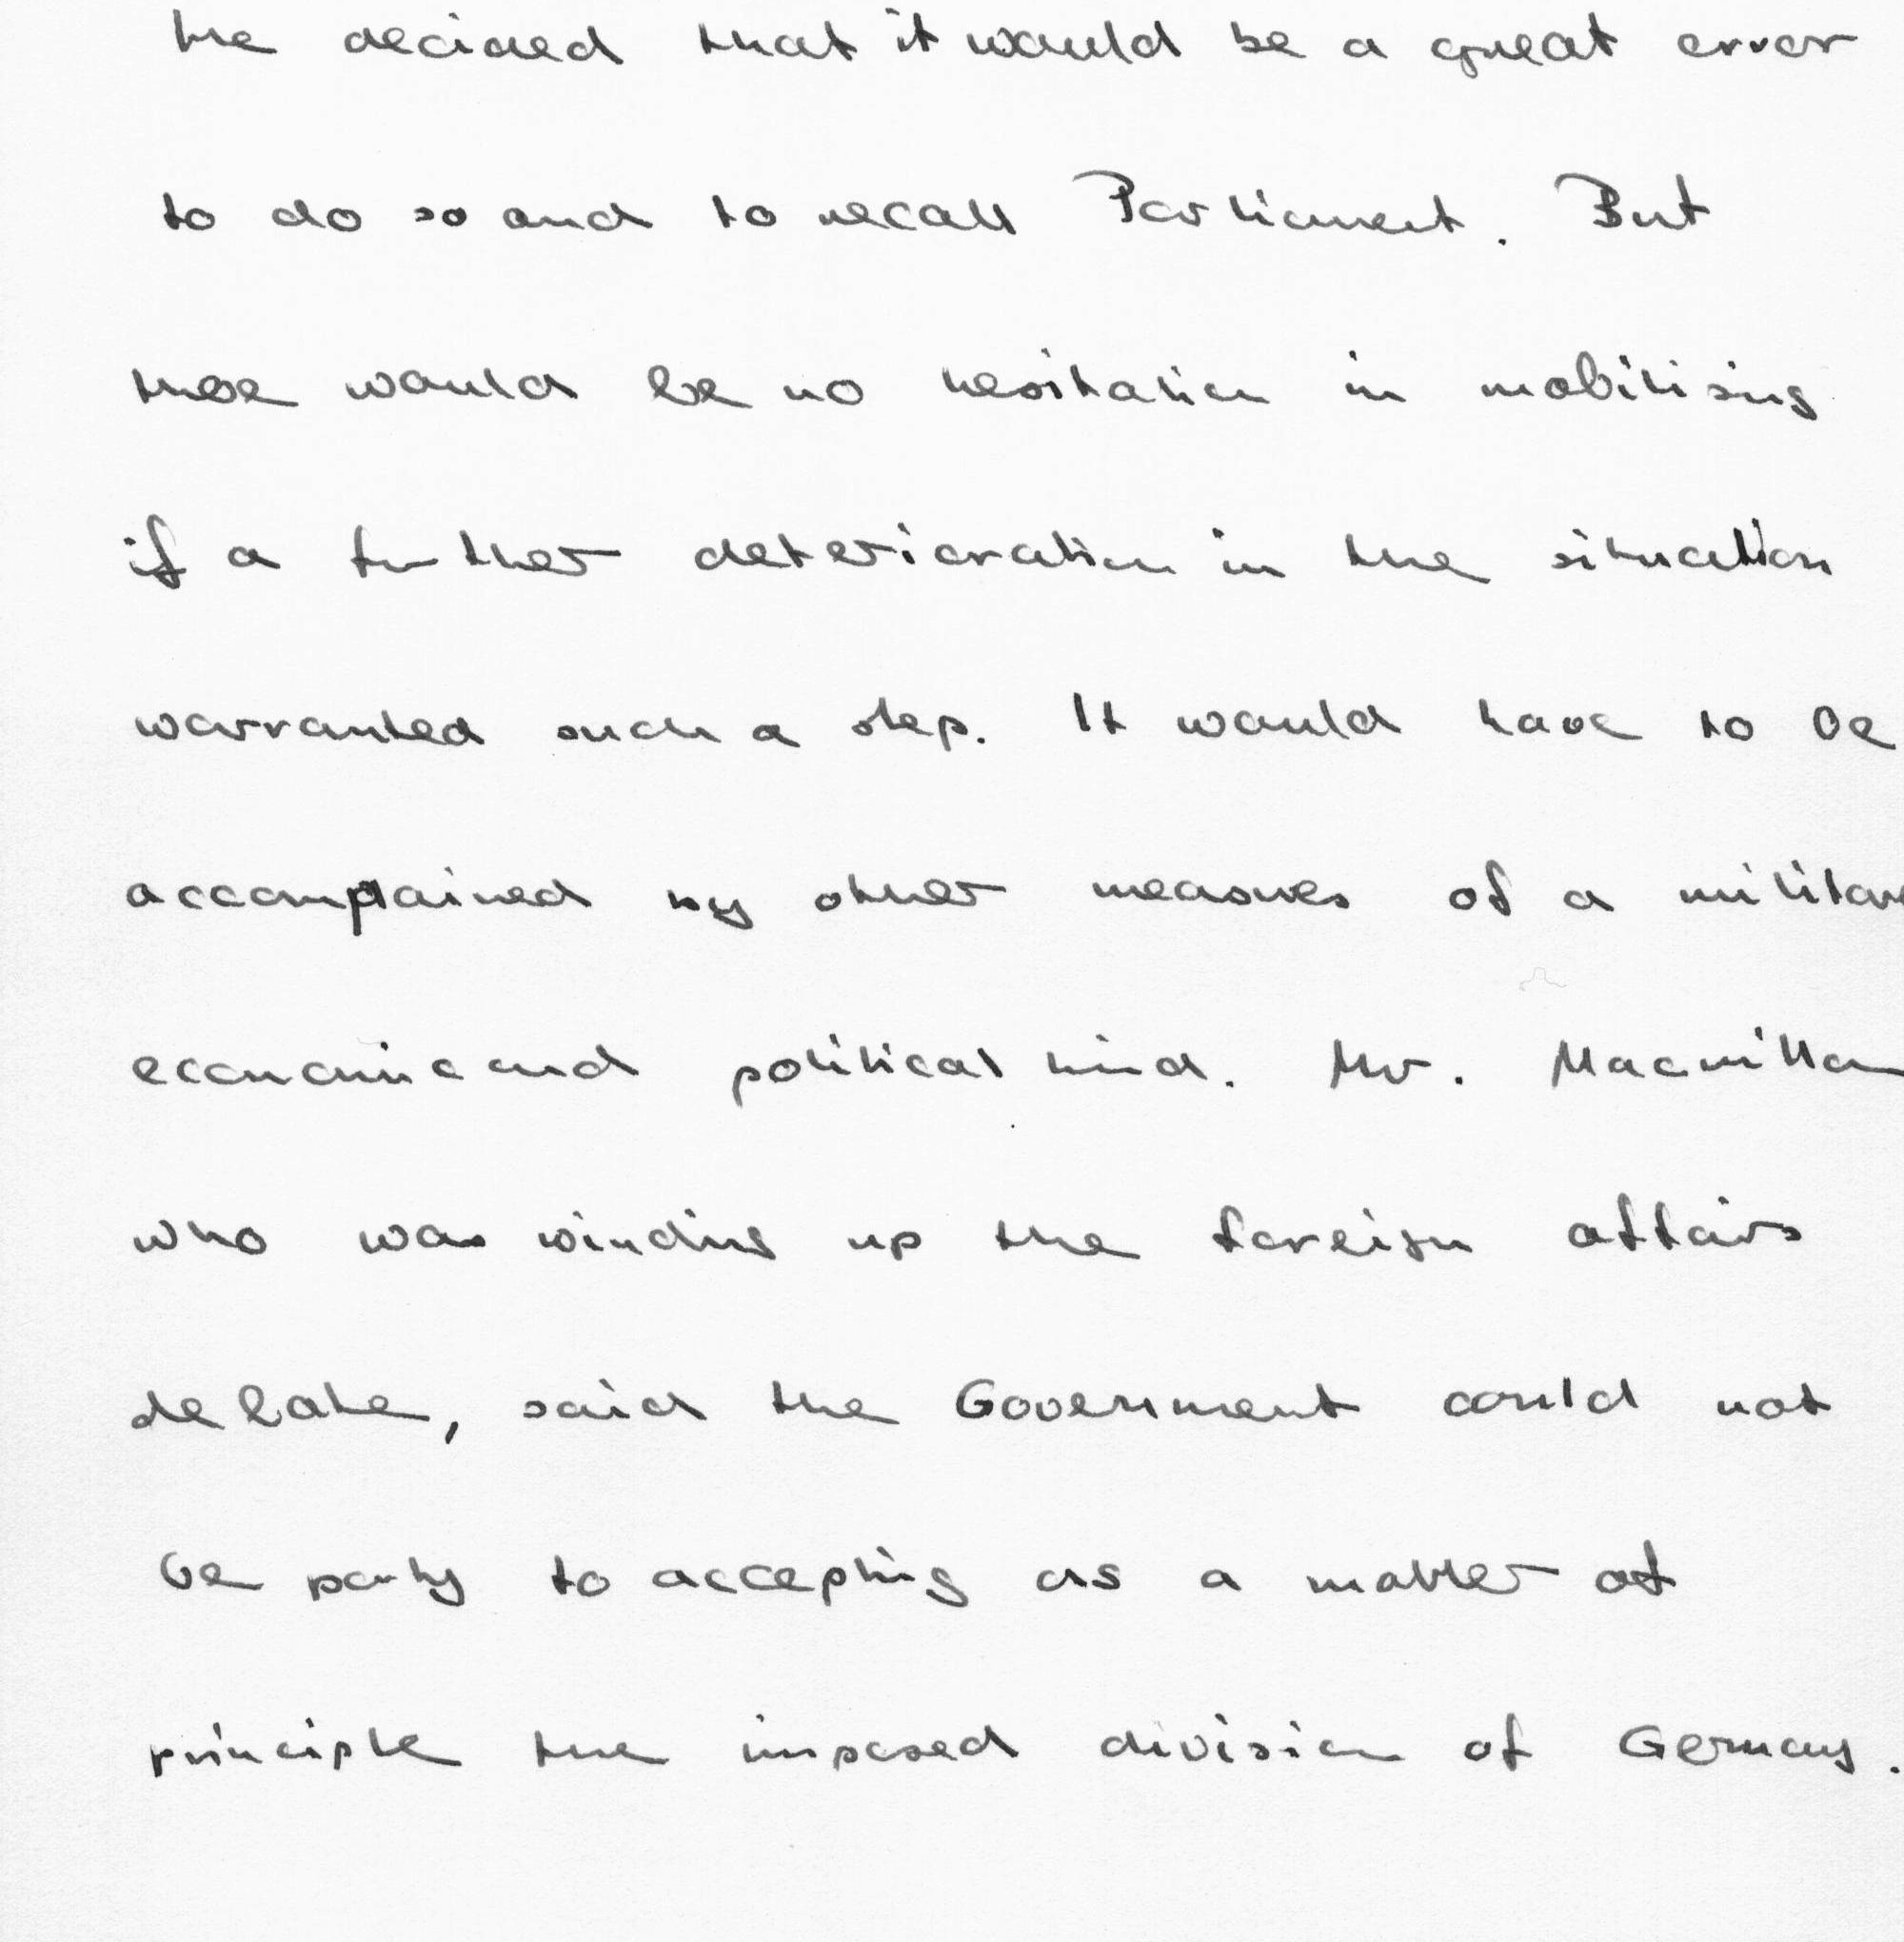 he decided that it would be a great error
to do so and to recall Parliament. But
there would be no hesitation in mobilising
if a further deterioration in the situation
warranted such a step. It would have to be
accompained by other measures of a military
economic and political kind. Mr. Macmillan
who was winding up the foreign affairs
debate, said the Government could not
be party to accepting as a matter of
principle the imposed division of Germany.